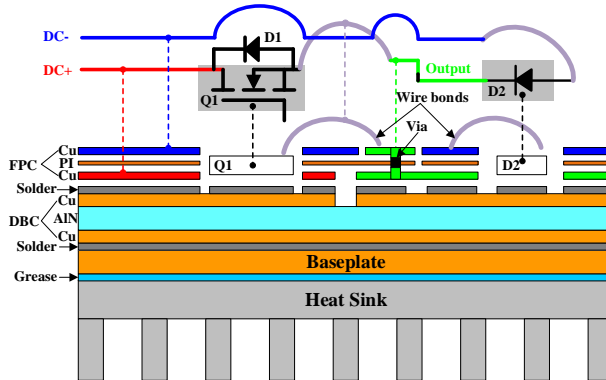 DC-
D1
DC+
Output
Q1
D2
Wire bonds
Via
Cu
FPC
PI
Q1
D2
Cu
Solder
Cu
DBC
AlN
Cu
Solder
Baseplate
Grease
Heat Sink